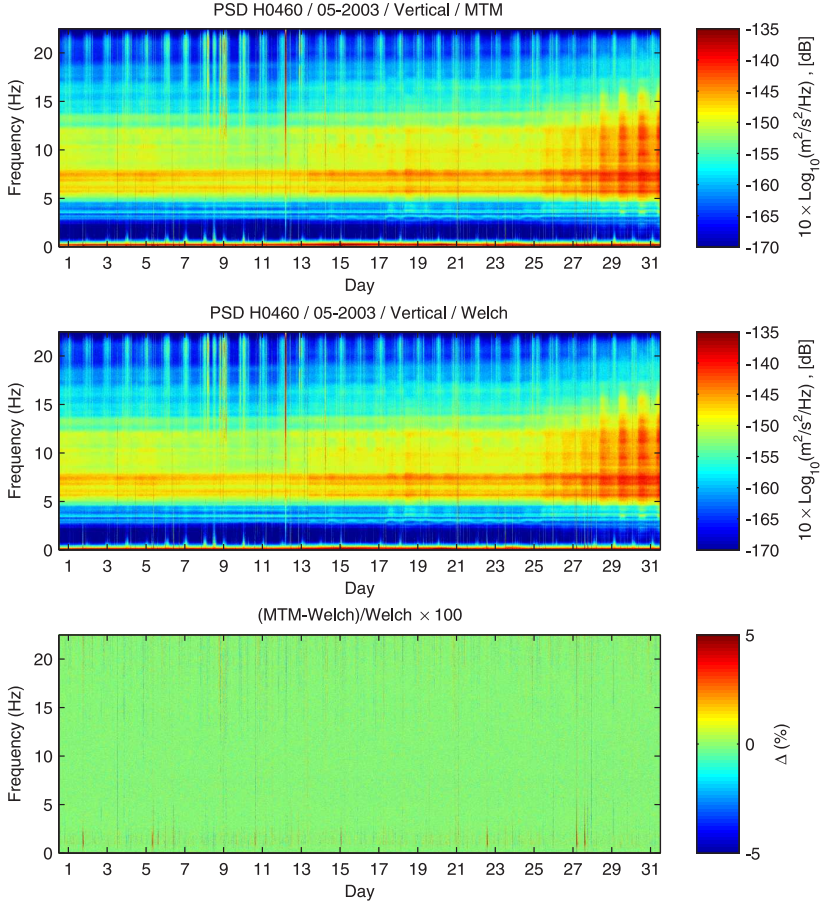 PSD H0460 / 05-2003 / Vertical / MTM
Frequency (Hz)
20
15
10
5
0
1 3 5 7 9 11 13 15 17 19 21 23 25 27 29 31
Day
-135
-140
-145
-150
-155
-160
-165
-170
10 × Log10(m²/s²/Hz) , [dB]
PSD H0460 / 05-2003 / Vertical / Welch
Frequency (Hz)
20
15
10
5
0
1 3 5 7 9 11 13 15 17 19 21 23 25 27 29 31
Day
-135
-140
-145
-150
-155
-160
-165
-170
10 × Log10(m²/s²/Hz) , [dB]
(MTM-Welch)/Welch × 100
Frequency (Hz)
20
15
10
5
0
1 3 5 7 9 11 13 15 17 19 21 23 25 27 29 31
Day
5
0
-5
Δ (%)